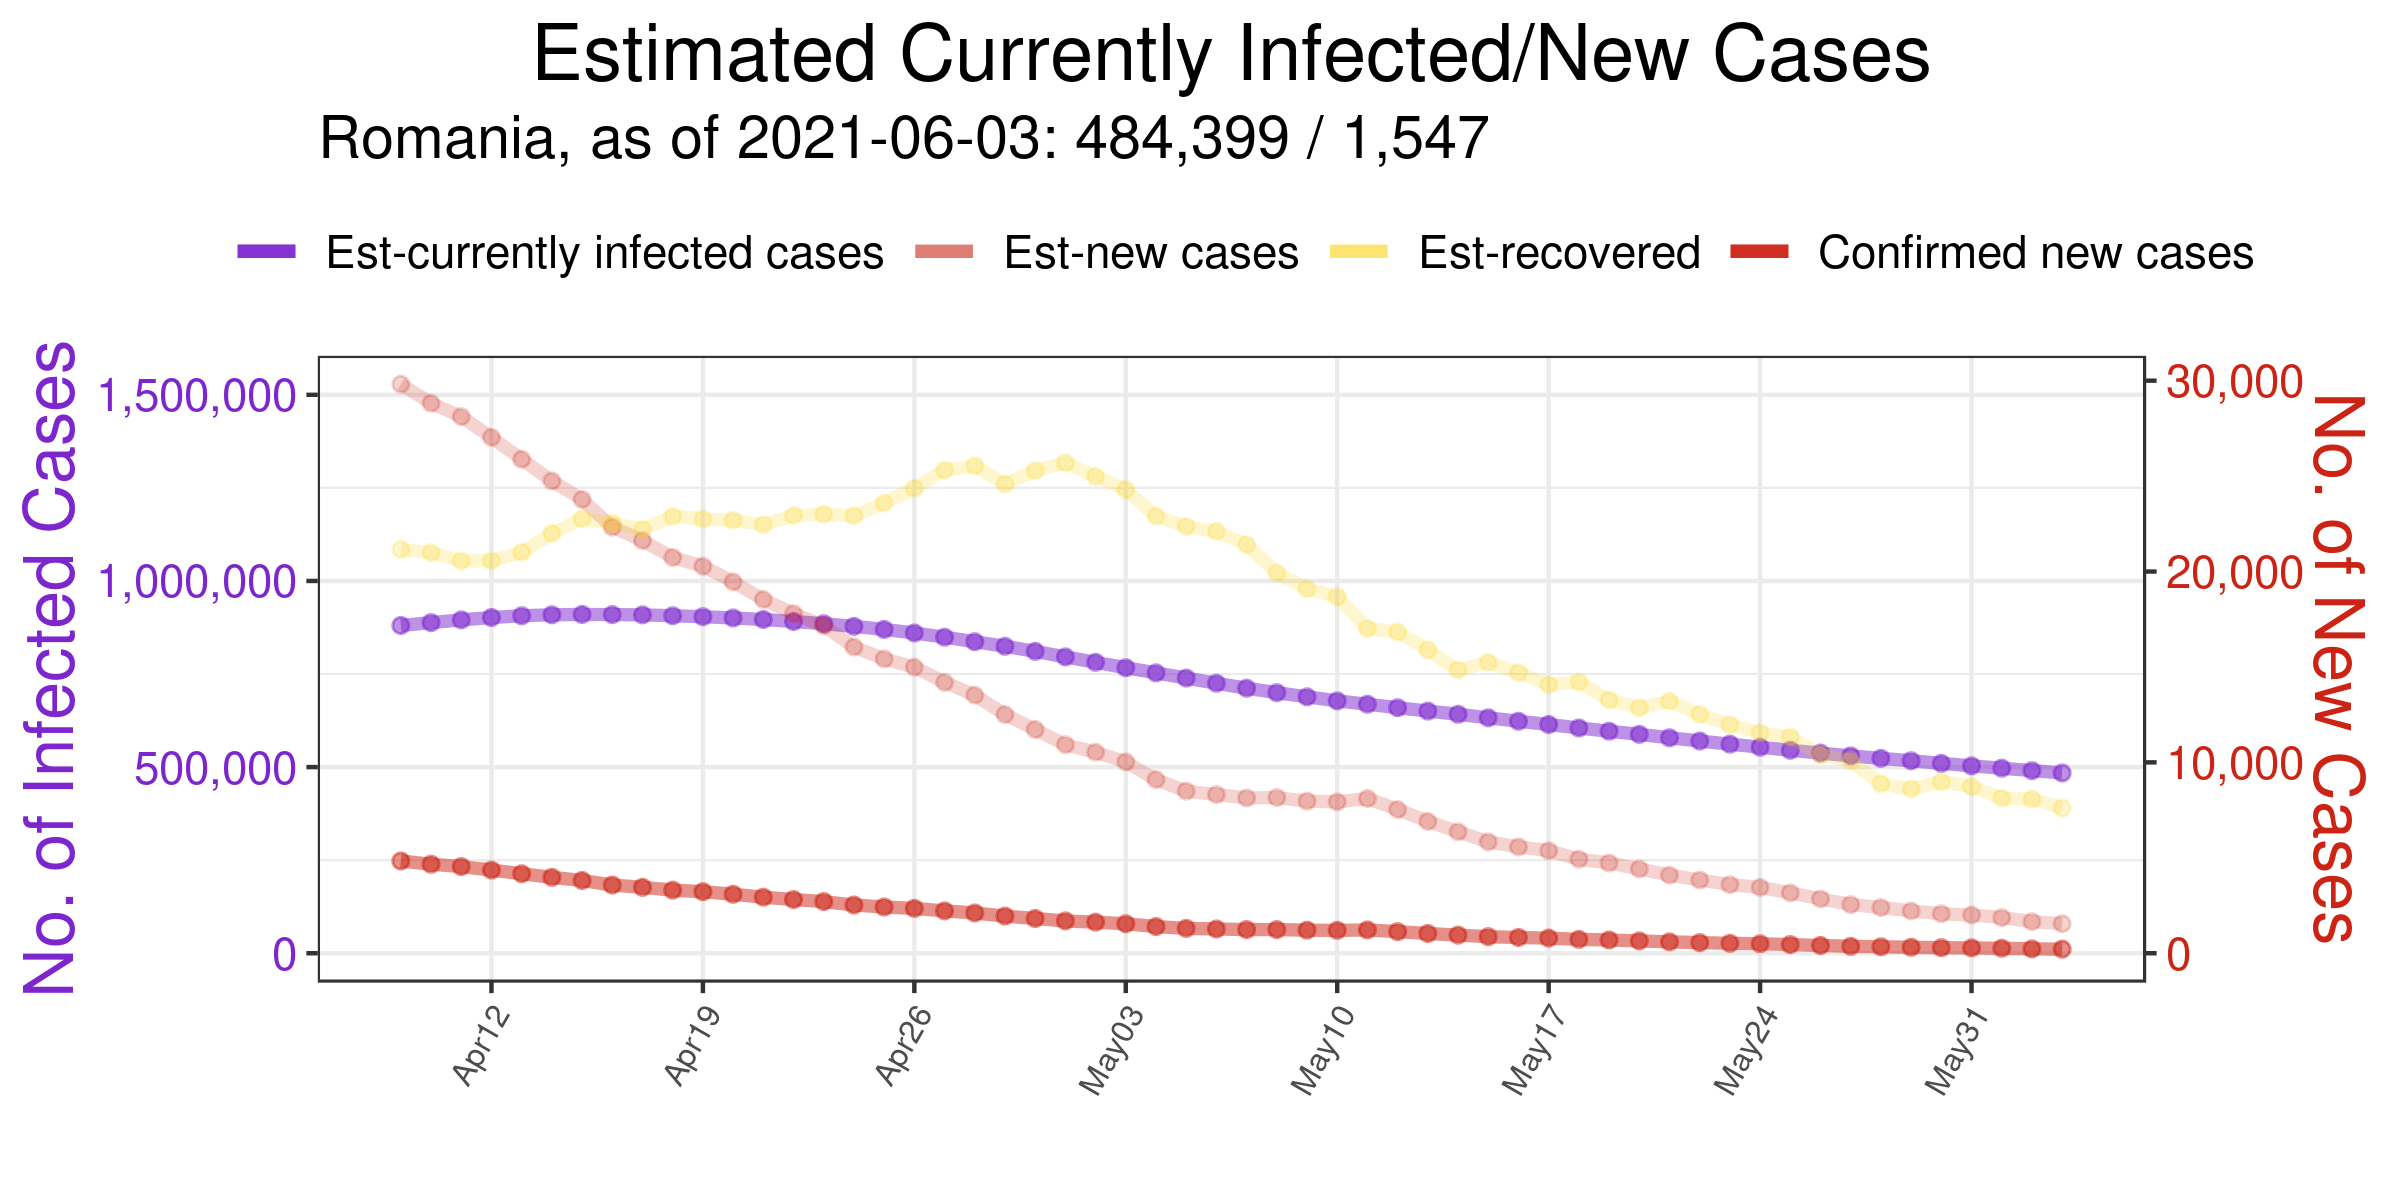 Estimated Currently Infected/New Cases
Romania, as of 2021-06-03: 484,399 / 1,547
Est-currently infected cases Est-new cases Est-recovered Confirmed new cases
No. of Infected Cases
1,500,000
1,000,000
500,000
0
30,000
20,000
10,000
0
No. of New Cases
Apr12 Apr19 Apr26 May03 May10 May17 May24 May31